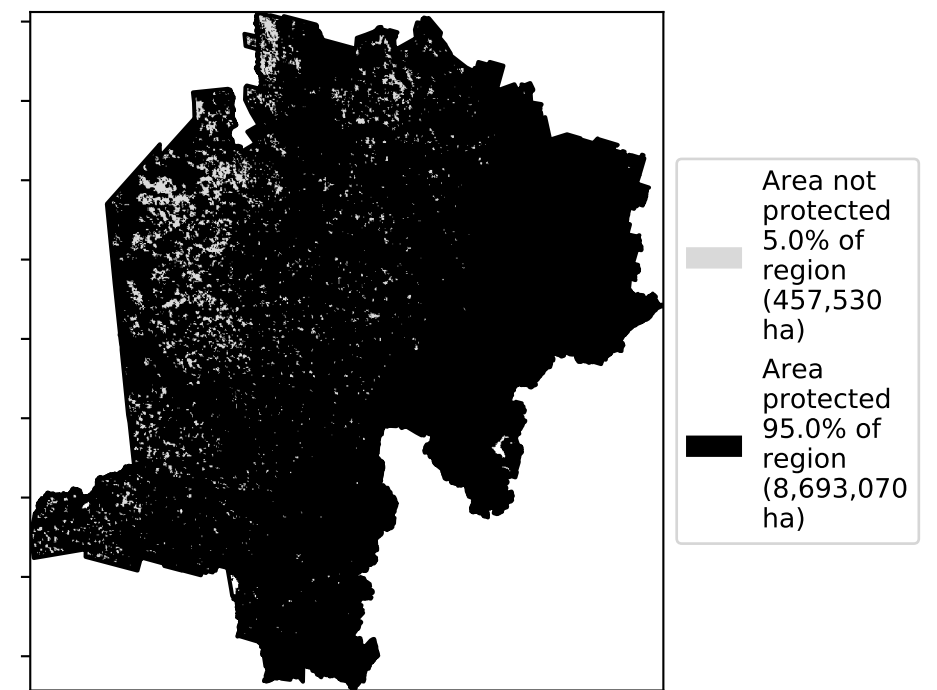 Area not
protected
5.0% of
region
(457,530
ha)
Area
protected
95.0% of
region
(8,693,070
ha)